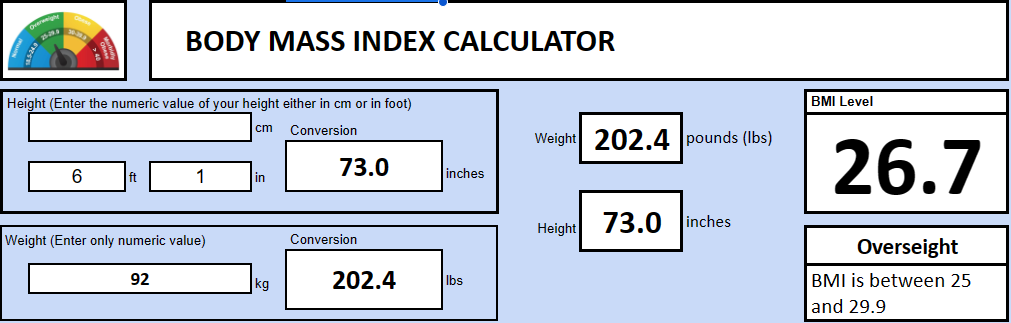 Normal
Overweight
Obese
Morbidly
Obese
18.5-24.9
25-29.9
30-39.9
> 40
BODY MASS INDEX CALCULATOR
Height (Enter the numeric value of your height either in cm or in foot)
cm
Conversion
6 ft 1 in
73.0 inches
Weight (Enter only numeric value)
Conversion
92 kg
202.4 lbs
Weight 202.4 pounds (lbs)
Height 73.0 inches
BMI Level
26.7
Overseight
BMI is between 25
and 29.9